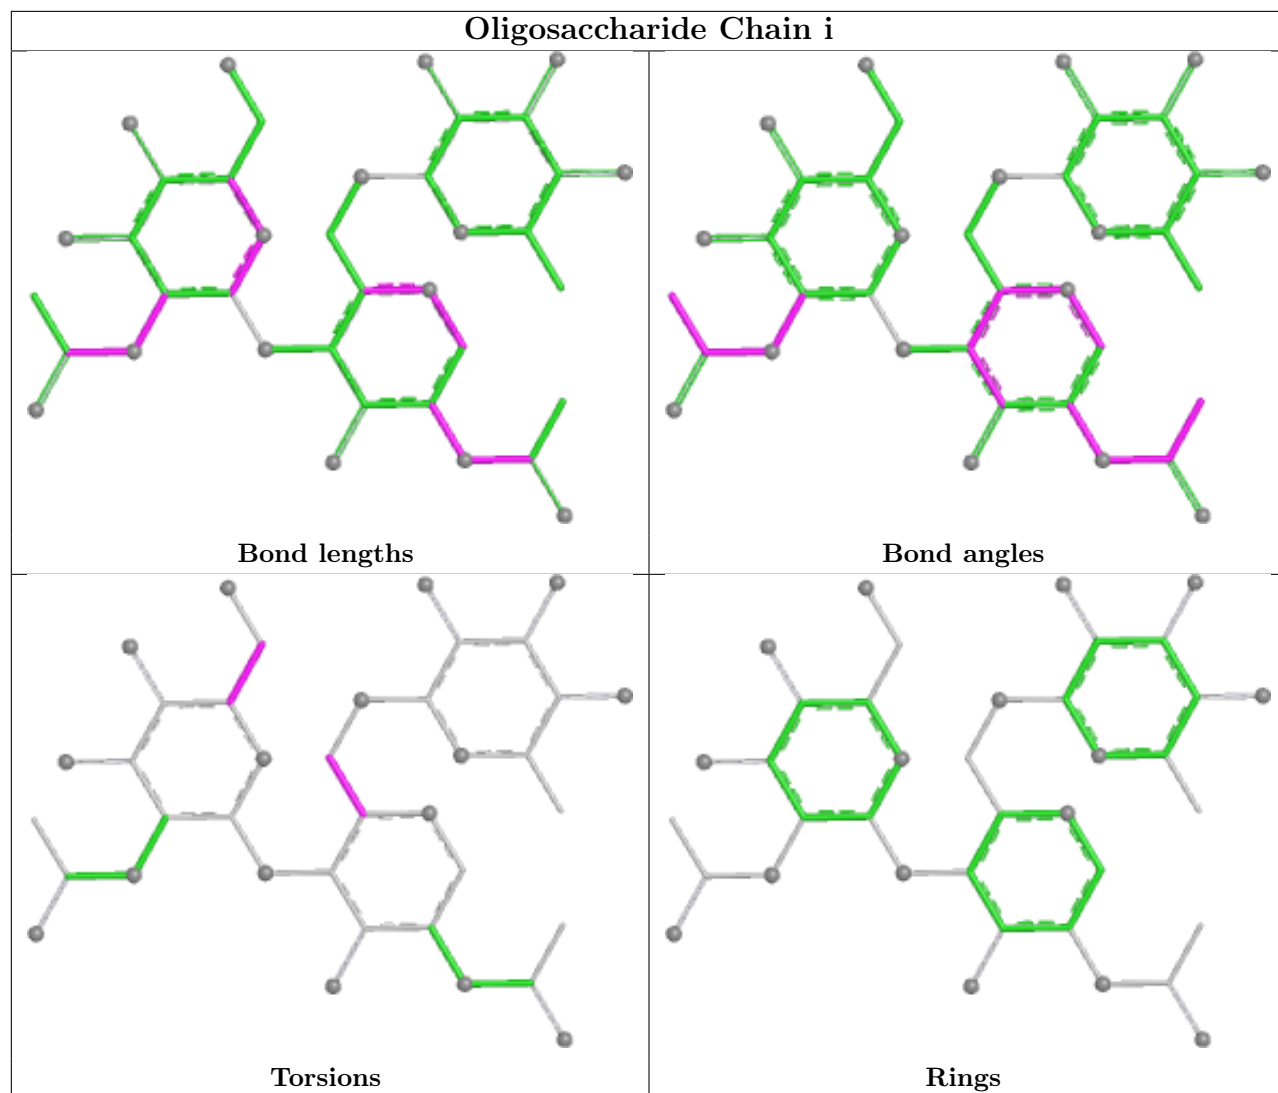 Oligosaccharide Chain i
Bond lengths
Bond angles
Torsions
Rings